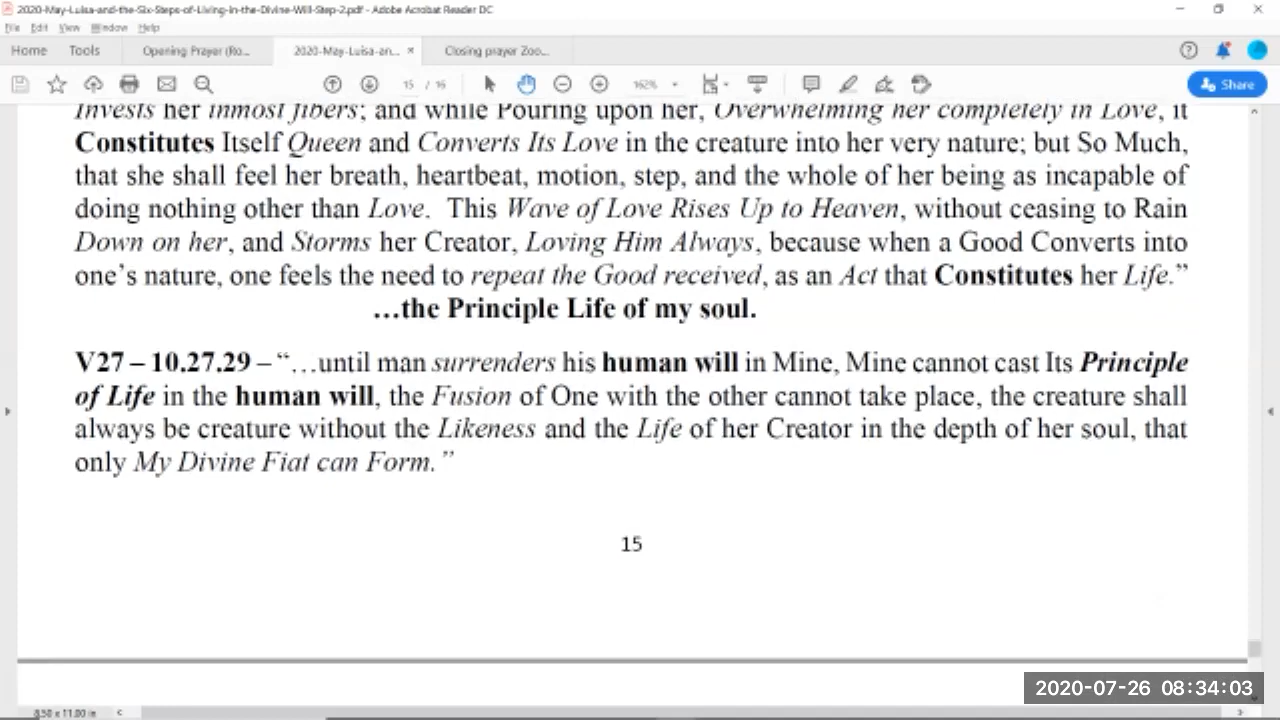 2020-May-Luisa-and-the-Six-Steps-of-Living-in-the-Divine-Will-Step-2.pdf - Adobe Acrobat Reader DC
File Edit View Window Help
Home Tools Opening Prayer (Ro... 2020-May-Luisa-an... × Closing prayer Zoo...
15 / 16 162% Share
Invests her inmost fibers; and while Pouring upon her, Overwhelming her completely in Love, it
Constitutes Itself Queen and Converts Its Love in the creature into her very nature; but So Much,
that she shall feel her breath, heartbeat, motion, step, and the whole of her being as incapable of
doing nothing other than Love. This Wave of Love Rises Up to Heaven, without ceasing to Rain
Down on her, and Storms her Creator, Loving Him Always, because when a Good Converts into
one’s nature, one feels the need to repeat the Good received, as an Act that Constitutes her Life.”
…the Principle Life of my soul.
V27 – 10.27.29 – “…until man surrenders his human will in Mine, Mine cannot cast Its Principle
of Life in the human will, the Fusion of One with the other cannot take place, the creature shall
always be creature without the Likeness and the Life of her Creator in the depth of her soul, that
only My Divine Fiat can Form.”
15
2020-07-26 08:34:03
8.50 x 11.00 in